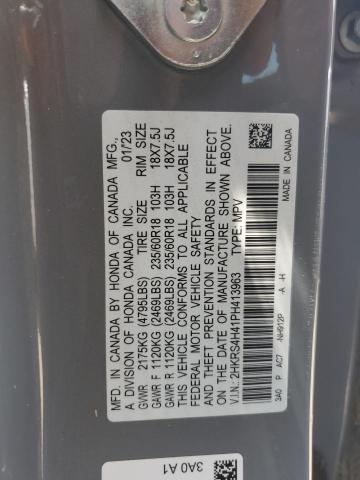 MFD. IN CANADA BY HONDA OF CANADA MFG.,
A DIVISION OF HONDA CANADA INC. 01/23
GVWR 2175KG (4795LBS) TIRE SIZE RIM SIZE
GAWR F 1120KG (2469LBS) 235/60R18 103H 18X7.5J
GAWR R 1120KG (2469LBS) 235/60R18 103H 18X7.5J
THIS VEHICLE CONFORMS TO ALL APPLICABLE
FEDERAL MOTOR VEHICLE SAFETY
AND THEFT PREVENTION STANDARDS IN EFFECT
ON THE DATE OF MANUFACTURE SHOWN ABOVE.
V.I.N.: 2HKRS4H41PH413963 TYPE: MPV
3A0 P AC7 -NH912P -A -H MADE IN CANADA
3A0 A1